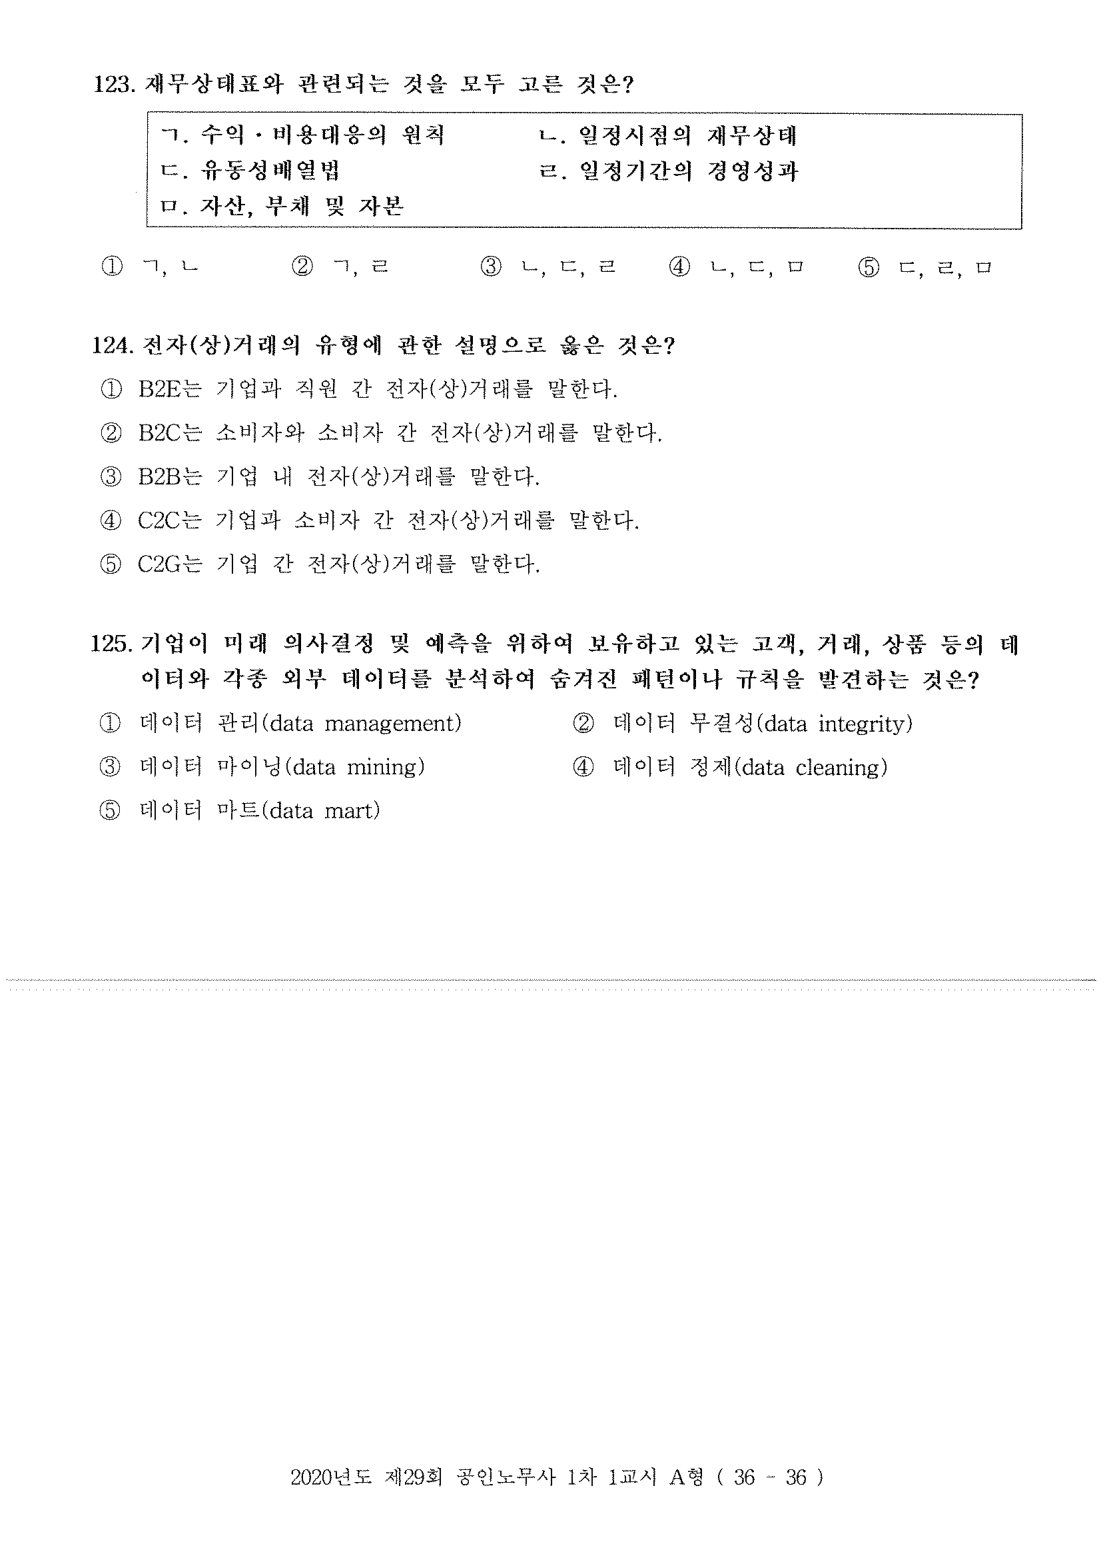 123. 재무상태표와 관련되는 것을 모두 고른 것은?
ㄱ. 수익·비용대응의 원칙 ㄴ. 일정시점의 재무상태
ㄷ. 유동성배열법 ㄹ. 일정기간의 경영성과
ㅁ. 자산, 부채 및 자본
① ㄱ, ㄴ ② ㄱ, ㄹ ③ ㄴ, ㄷ, ㄹ ④ ㄴ, ㄷ, ㅁ ⑤ ㄷ, ㄹ, ㅁ
124. 전자(상)거래의 유형에 관한 설명으로 옳은 것은?
① B2E는 기업과 직원 간 전자(상)거래를 말한다.
② B2C는 소비자와 소비자 간 전자(상)거래를 말한다.
③ B2B는 기업 내 전자(상)거래를 말한다.
④ C2C는 기업과 소비자 간 전자(상)거래를 말한다.
⑤ C2G는 기업 간 전자(상)거래를 말한다.
125. 기업이 미래 의사결정 및 예측을 위하여 보유하고 있는 고객, 거래, 상품 등의 데
이터와 각종 외부 데이터를 분석하여 숨겨진 패턴이나 규칙을 발견하는 것은?
① 데이터 관리(data management) ② 데이터 무결성(data integrity)
③ 데이터 마이닝(data mining) ④ 데이터 정제(data cleaning)
⑤ 데이터 마트(data mart)
2020년도 제29회 공인노무사 1차 1교시 A형 ( 36 - 36 )